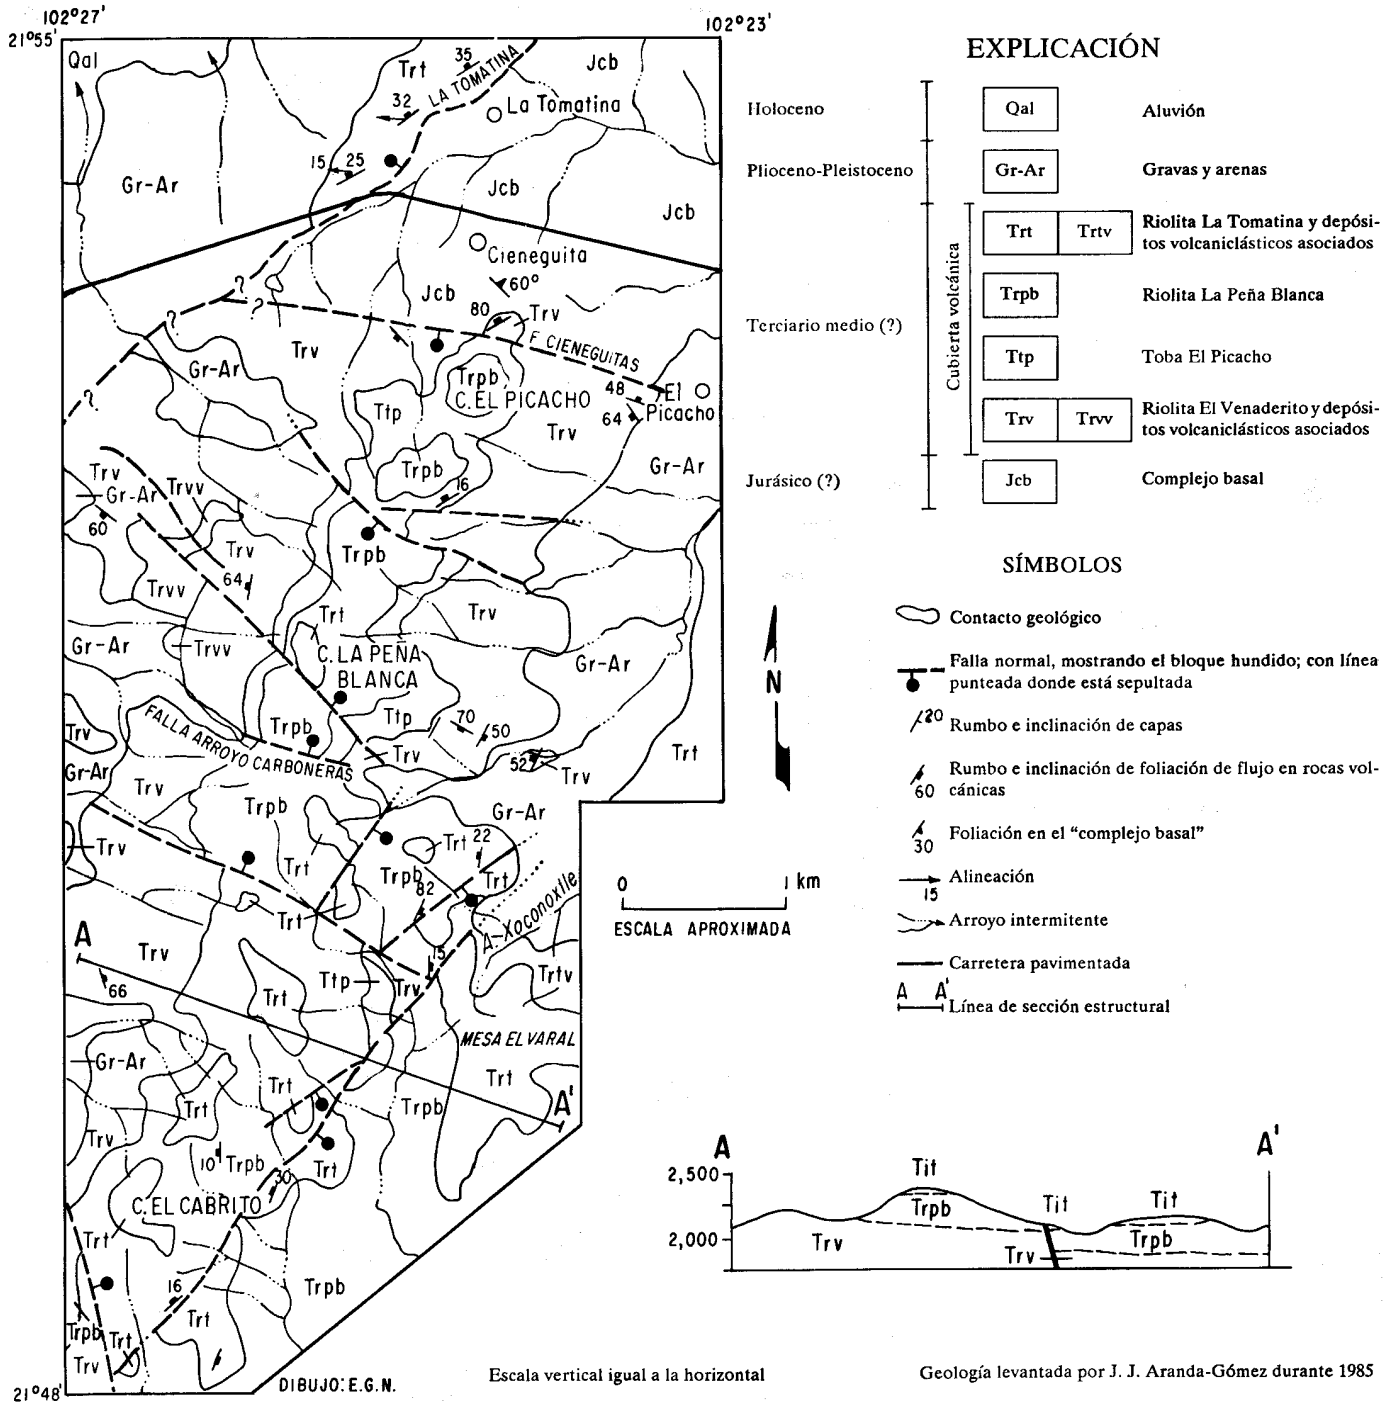 102°27'
102°23'
21°55'
Qal
Trt
35
LA TOMATINA
Jcb
32
La Tomatina
15
25
Gr-Ar
Jcb
Jcb
Cieneguita
60°
?
?
Jcb
80
Trv
?
Trv
F. CIENEGUITAS
Gr-Ar
Trpb
C. EL PICACHO
48
El
Picacho
?
Ttp
64
Trv
Trpb
Gr-Ar
Trv
Trvv
Gr-Ar
16
60
Trpb
Trv
64
Trvv
Trt
Trv
Gr-Ar
Trvv
C. LA PEÑA
BLANCA
Gr-Ar
FALLA ARROYO CARBONERAS
Trpb
Ttp
70
50
Trv
Trv
52
Trv
Trt
Gr-Ar
Trv
Trpb
Gr-Ar
Trv
Trt
Trt
22
Trpb
82
Trt
Trt
A. Xoconoxtle
A
Trv
15
66
Ttp
Trv
Trtv
Trt
MESA EL VARAL
Gr-Ar
Trt
Trt
Trt
Trpb
A'
Trv
10
Trpb
30
Trt
C. EL CABRITO
Trt
16
Trpb
Trt
Trpb
Trt
Trv
21°48'
DIBUJO: E.G.N.
EXPLICACIÓN
Holoceno
Qal
Aluvión
Plioceno-Pleistoceno
Gr-Ar
Gravas y arenas
Terciario medio (?)
Cubierta volcánica
Trt
Trtv
Riolita La Tomatina y depósi-
tos volcaniclásticos asociados
Trpb
Riolita La Peña Blanca
Ttp
Toba El Picacho
Trv
Trvv
Riolita El Venaderito y depósi-
tos volcaniclásticos asociados
Jurásico (?)
Jcb
Complejo basal
SÍMBOLOS
Contacto geológico
Falla normal, mostrando el bloque hundido; con línea
punteada donde está sepultada
20
Rumbo e inclinación de capas
60
Rumbo e inclinación de foliación de flujo en rocas vol-
cánicas
30
Foliación en el "complejo basal"
15
Alineación
Arroyo intermitente
Carretera pavimentada
A A'
Línea de sección estructural
N
0 1 km
ESCALA APROXIMADA
A
A'
2,500
2,000
Tit
Trpb
Trv
Tit
Trv
Tit
Trpb
Escala vertical igual a la horizontal
Geología levantada por J. J. Aranda-Gómez durante 1985